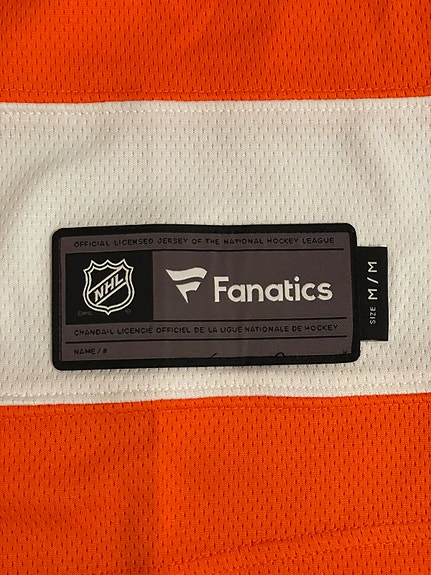 OFFICIAL LICENSED JERSEY OF THE NATIONAL HOCKEY LEAGUE
NHL
©NHL
Fanatics
CHANDAIL LICENCIÉ OFFICIEL DE LA LIGUE NATIONALE DE HOCKEY
NAME / #
SIZE M / M